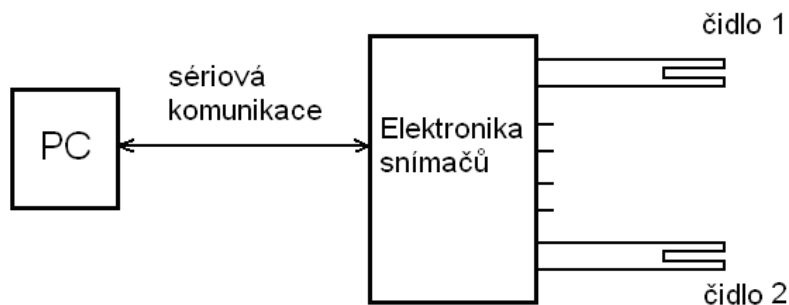 čidlo 1
sériová
komunikace
PC
Elektronika
snímačů
čidlo 2